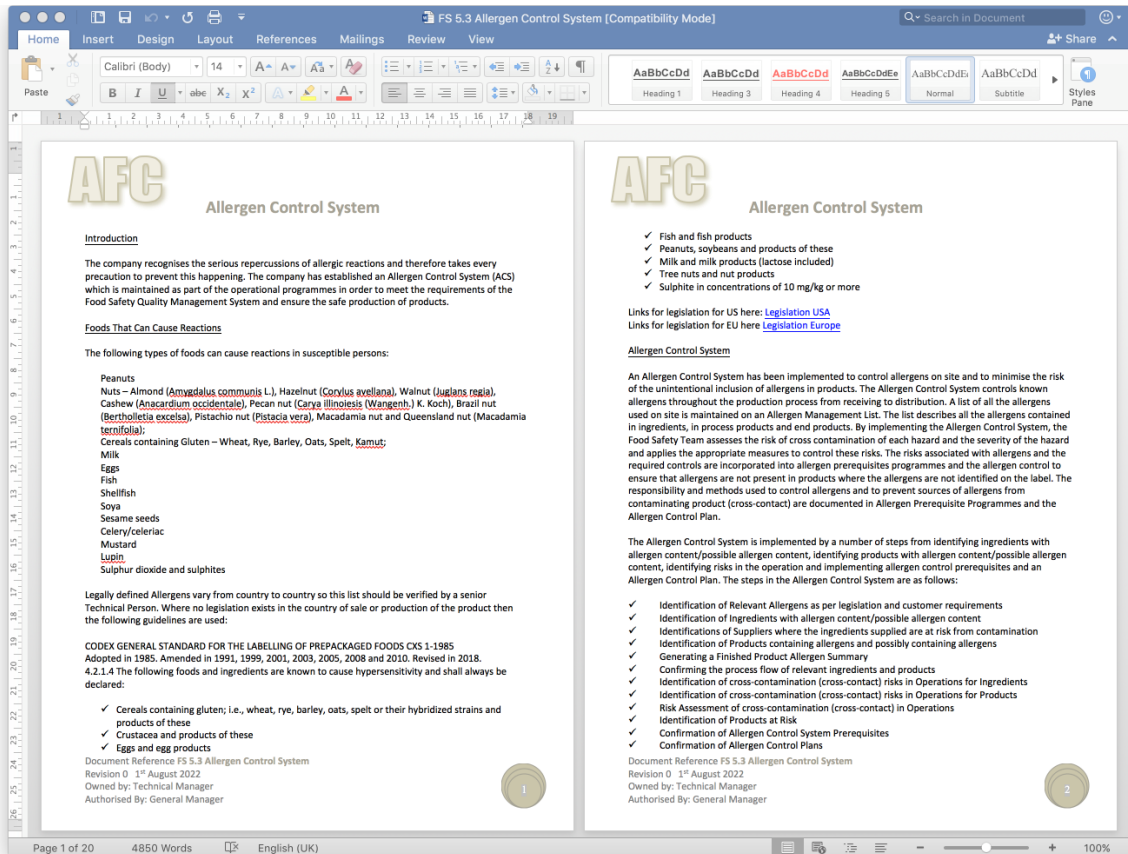 FS 5.3 Allergen Control System [Compatibility Mode]
Search in Document
Home Insert Design Layout References Mailings Review View
Share
Paste
Calibri (Body) 14
B I U abc X₂ X²
AaBbCcDd AaBbCcDd AaBbCcDd AaBbCcDdEe AaBbCcDdEe AaBbCcDd
Heading 1 Heading 3 Heading 4 Heading 5 Normal Subtitle
Styles
Pane
AFC
Allergen Control System
Introduction
The company recognises the serious repercussions of allergic reactions and therefore takes every
precaution to prevent this happening. The company has established an Allergen Control System (ACS)
which is maintained as part of the operational programmes in order to meet the requirements of the
Food Safety Quality Management System and ensure the safe production of products.
Foods That Can Cause Reactions
The following types of foods can cause reactions in susceptible persons:
Peanuts
Nuts – Almond (Amygdalus communis L.), Hazelnut (Corylus avellana), Walnut (Juglans regia),
Cashew (Anacardium occidentale), Pecan nut (Carya illinoiesis (Wangenh.) K. Koch), Brazil nut
(Bertholletia excelsa), Pistachio nut (Pistacia vera), Macadamia nut and Queensland nut (Macadamia
ternifolia);
Cereals containing Gluten – Wheat, Rye, Barley, Oats, Spelt, Kamut;
Milk
Eggs
Fish
Shellfish
Soya
Sesame seeds
Celery/celeriac
Mustard
Lupin
Sulphur dioxide and sulphites
Legally defined Allergens vary from country to country so this list should be verified by a senior
Technical Person. Where no legislation exists in the country of sale or production of the product then
the following guidelines are used:
CODEX GENERAL STANDARD FOR THE LABELLING OF PREPACKAGED FOODS CXS 1-1985
Adopted in 1985. Amended in 1991, 1999, 2001, 2003, 2005, 2008 and 2010. Revised in 2018.
4.2.1.4 The following foods and ingredients are known to cause hypersensitivity and shall always be
declared:
✓ Cereals containing gluten; i.e., wheat, rye, barley, oats, spelt or their hybridized strains and
products of these
✓ Crustacea and products of these
✓ Eggs and egg products
Document Reference FS 5.3 Allergen Control System
Revision 0 1st August 2022
Owned by: Technical Manager
Authorised By: General Manager
1
AFC
Allergen Control System
✓ Fish and fish products
✓ Peanuts, soybeans and products of these
✓ Milk and milk products (lactose included)
✓ Tree nuts and nut products
✓ Sulphite in concentrations of 10 mg/kg or more
Links for legislation for US here: Legislation USA
Links for legislation for EU here Legislation Europe
Allergen Control System
An Allergen Control System has been implemented to control allergens on site and to minimise the risk
of the unintentional inclusion of allergens in products. The Allergen Control System controls known
allergens throughout the production process from receiving to distribution. A list of all the allergens
used on site is maintained on an Allergen Management List. The list describes all the allergens contained
in ingredients, in process products and end products. By implementing the Allergen Control System, the
Food Safety Team assesses the risk of cross contamination of each hazard and the severity of the hazard
and applies the appropriate measures to control these risks. The risks associated with allergens and the
required controls are incorporated into allergen prerequisites programmes and the allergen control to
ensure that allergens are not present in products where the allergens are not identified on the label. The
responsibility and methods used to control allergens and to prevent sources of allergens from
contaminating product (cross-contact) are documented in Allergen Prerequisite Programmes and the
Allergen Control Plan.
The Allergen Control System is implemented by a number of steps from identifying ingredients with
allergen content/possible allergen content, identifying products with allergen content/possible allergen
content, identifying risks in the operation and implementing allergen control prerequisites and an
Allergen Control Plan. The steps in the Allergen Control System are as follows:
✓ Identification of Relevant Allergens as per legislation and customer requirements
✓ Identification of Ingredients with allergen content/possible allergen content
✓ Identifications of Suppliers where the ingredients supplied are at risk from contamination
✓ Identification of Products containing allergens and possibly containing allergens
✓ Generating a Finished Product Allergen Summary
✓ Confirming the process flow of relevant ingredients and products
✓ Identification of cross-contamination (cross-contact) risks in Operations for Ingredients
✓ Identification of cross-contamination (cross-contact) risks in Operations for Products
✓ Risk Assessment of cross-contamination (cross-contact) in Operations
✓ Identification of Products at Risk
✓ Confirmation of Allergen Control System Prerequisites
✓ Confirmation of Allergen Control Plans
Document Reference FS 5.3 Allergen Control System
Revision 0 1st August 2022
Owned by: Technical Manager
Authorised By: General Manager
2
Page 1 of 20 4850 Words English (UK) 100%